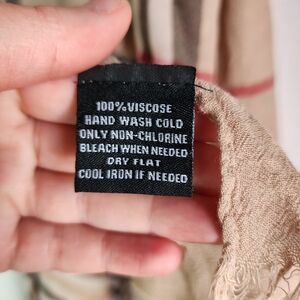 100%VISCOSE
HAND WASH COLD
ONLY NON-CHLORINE
BLEACH WHEN NEEDED
DRY FLAT
COOL IRON IF NEEDED